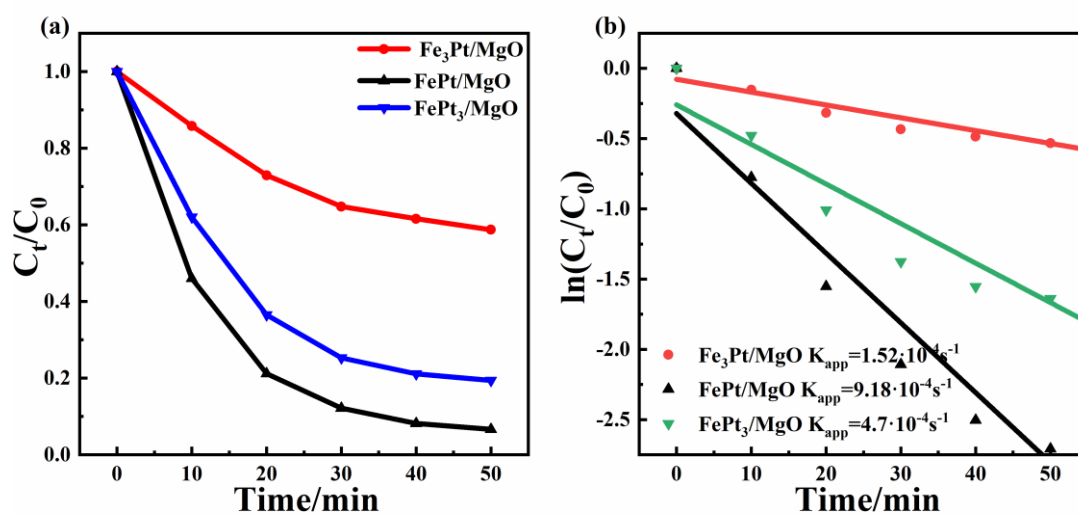 (a)
Fe₃Pt/MgO
FePt/MgO
FePt₃/MgO
Cₜ/C₀
1.0
0.8
0.6
0.4
0.2
0.0
0 10 20 30 40 50
Time/min
(b)
ln(Cₜ/C₀)
0.0
-0.5
-1.0
-1.5
-2.0
-2.5
Fe₃Pt/MgO Kₐₚₚ=1.52·10⁻⁴s⁻¹
FePt/MgO Kₐₚₚ=9.18·10⁻⁴s⁻¹
FePt₃/MgO Kₐₚₚ=4.7·10⁻⁴s⁻¹
0 10 20 30 40 50
Time/min